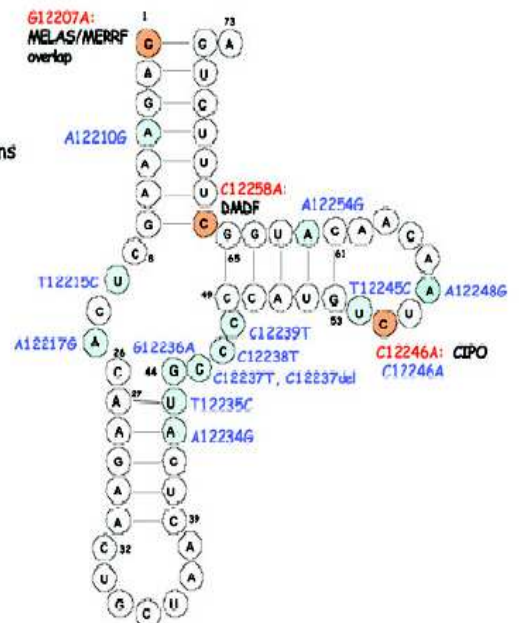 G12207A:
MELAS/MERRF
overlap
1
73
G G A
A U
G C
A12210G A U
ns
A U
A U
C12258A:
DMDF
A12254G
G C G G U A C A A C A
C 8 65 61
T12215C U
49 C C A U G 53
T12245C U C U A A12248G
C
A12217G A
C12239T C
C12246A: CIPO
C12246A
G12236A
C12238T C
26 C
44 G C C12237T, C12237del
27 A U T12235C
A A A12234G
G C
A U
A C 39
C 32 A
U A
G C U